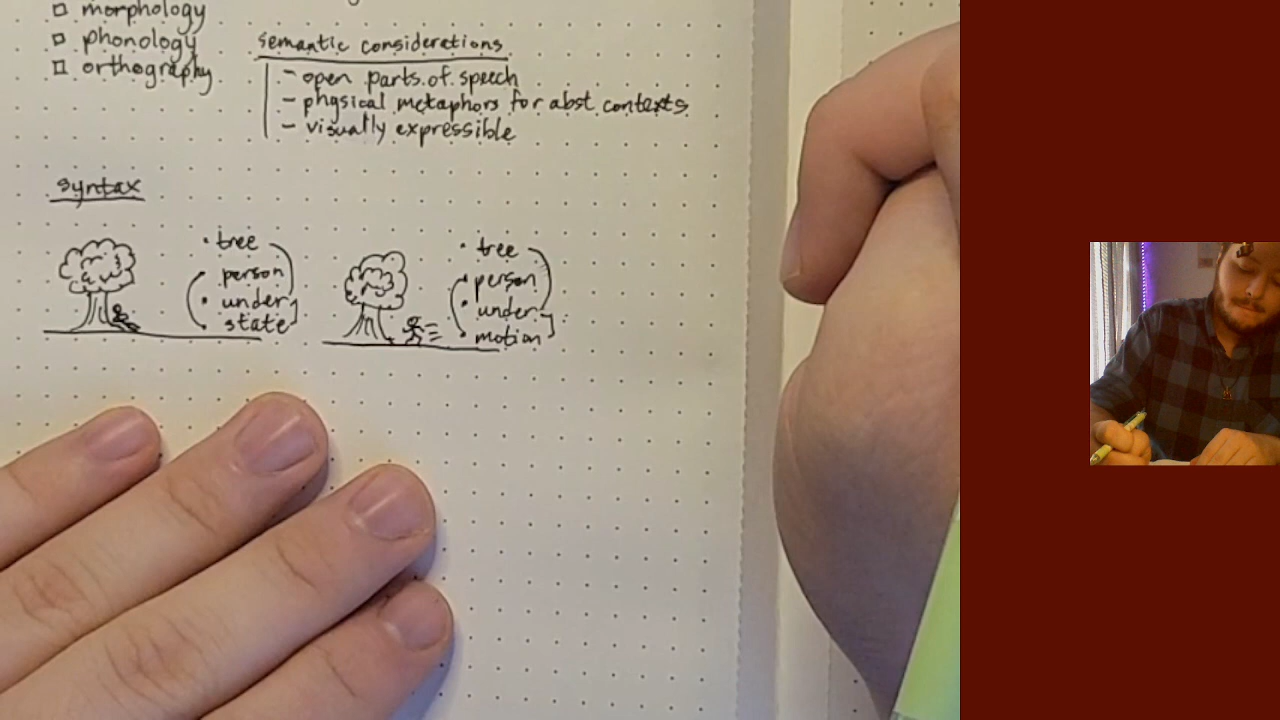 morphology
phonology
orthography
semantic considerations
- open parts of speech
- physical metaphors for abst contexts
- visually expressible
syntax
• tree
• person
• under
• state
• tree
• person
• under
• motion